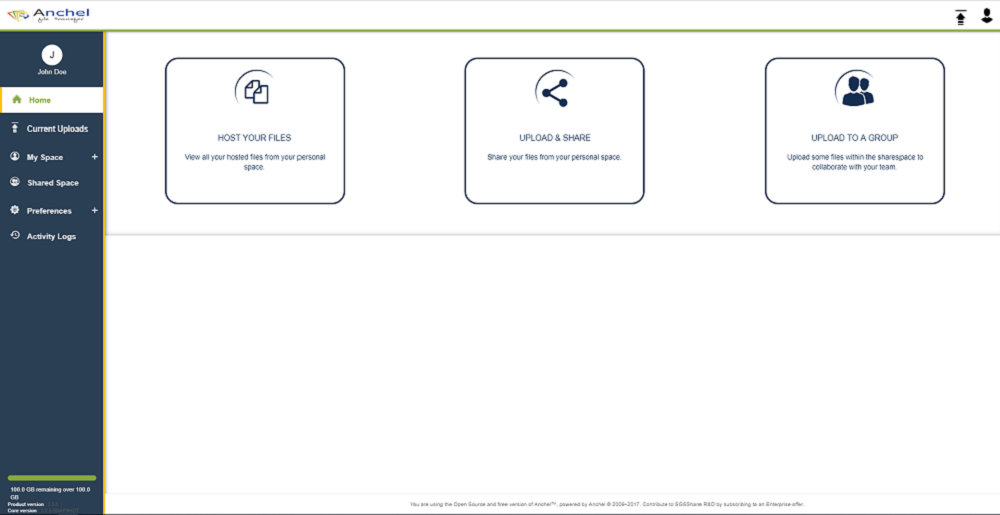 Anchel
file transfer
J
John Doe
Home
Current Uploads
My Space +
Shared Space
Preferences +
Activity Logs
100.0 GB remaining over 100.0
GB
Product version
Core version
HOST YOUR FILES
View all your hosted files from your personal
space.
UPLOAD & SHARE
Share your files from your personal space.
UPLOAD TO A GROUP
Upload some files within the sharespace to
collaborate with your team.
You are using the Open Source and free version of Anchel™, powered by Anchel © 2009–2017. Contribute to R&D by subscribing to an Enterprise offer.